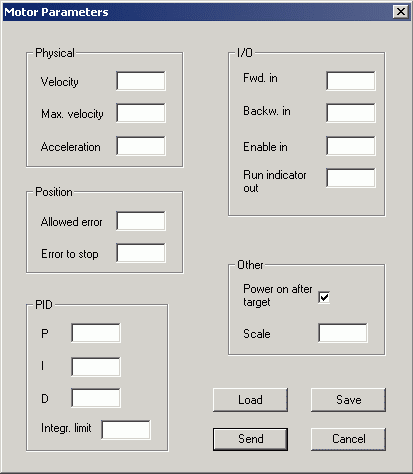 Motor Parameters
Physical
Velocity
Max. velocity
Acceleration
Position
Allowed error
Error to stop
PID
P
I
D
Integr. limit
I/O
Fwd. in
Backw. in
Enable in
Run indicator
out
Other
Power on after
target
Scale
Load
Save
Send
Cancel